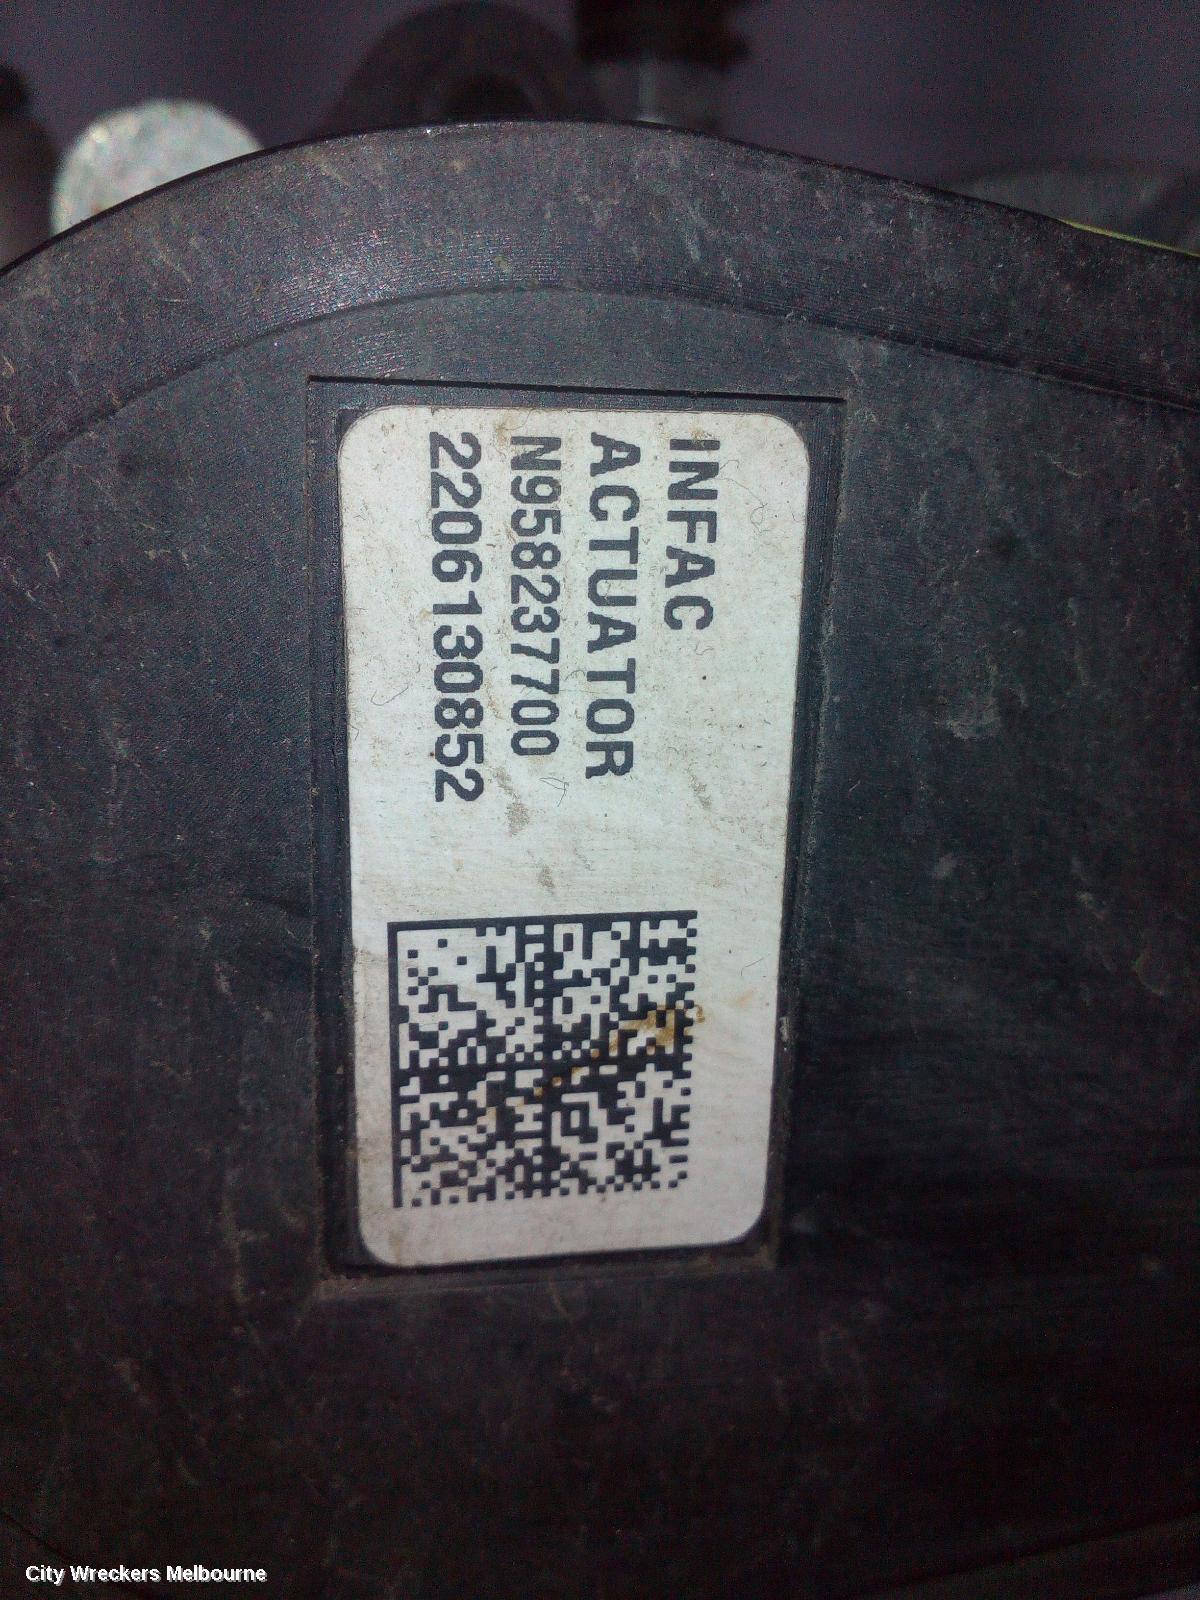 INFAC
ACTUATOR
N958237700
2206130852
City Wreckers Melbourne